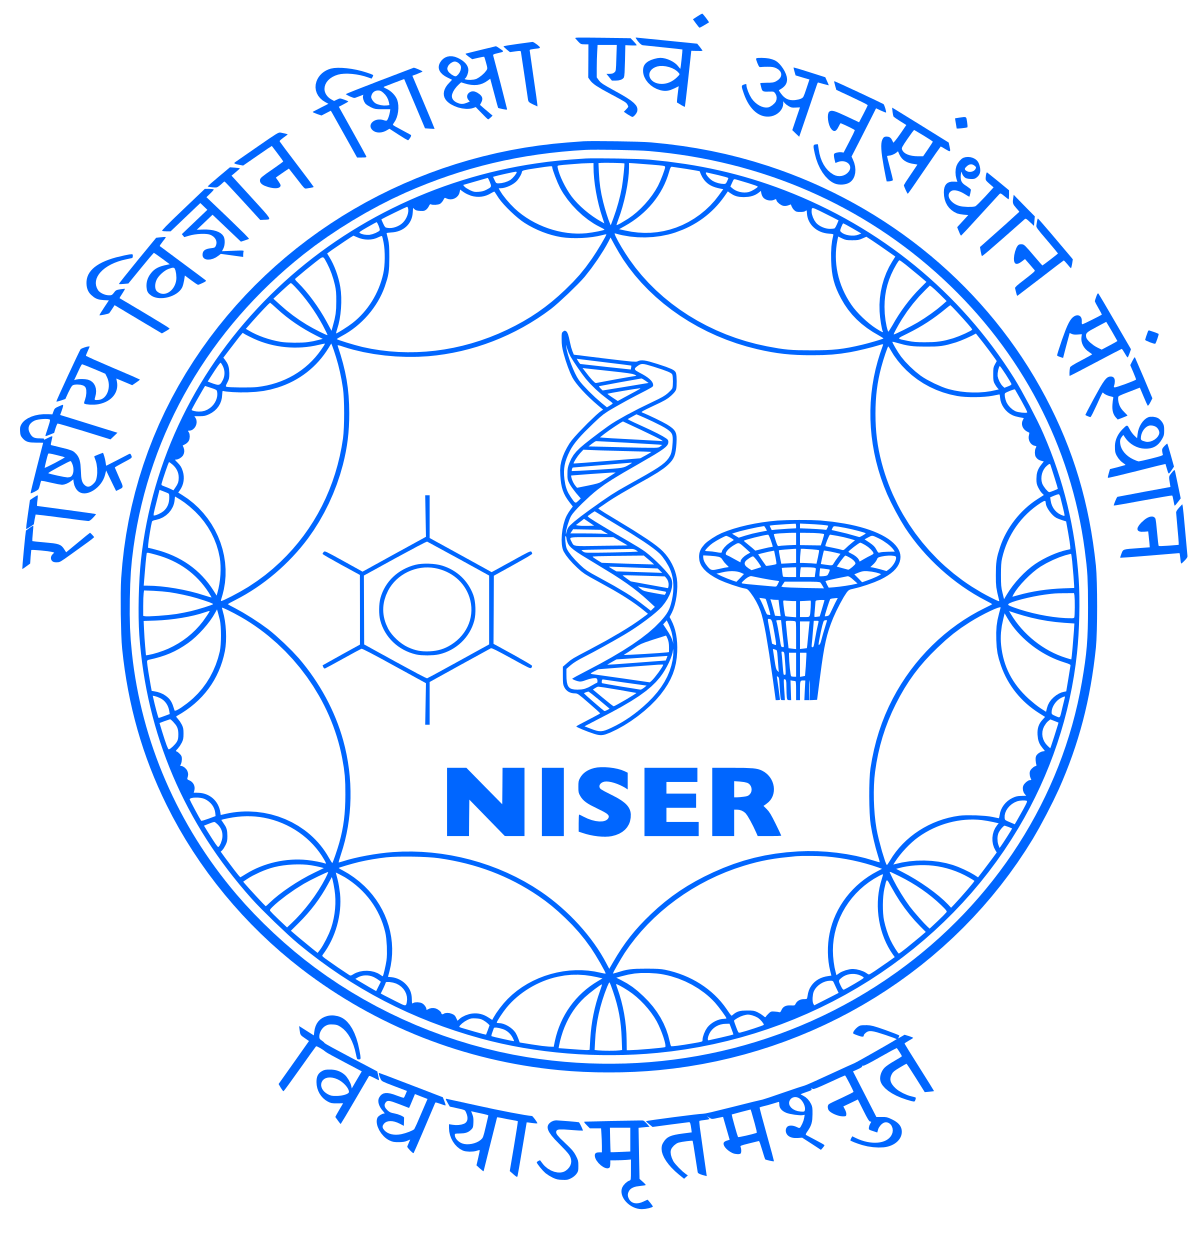 राष्ट्रीय विज्ञान शिक्षा एवं अनुसंधान संस्थान
NISER
विद्ययाऽमृतमश्नुते